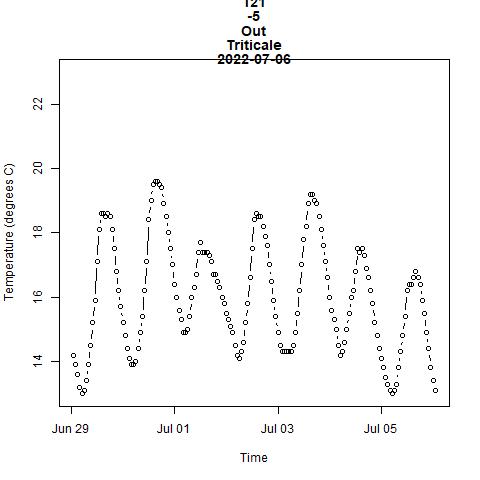 121
-5
Out
Triticale
2022-07-06
Temperature (degrees C)
22
20
18
16
14
Jun 29
Jul 01
Jul 03
Jul 05
Time